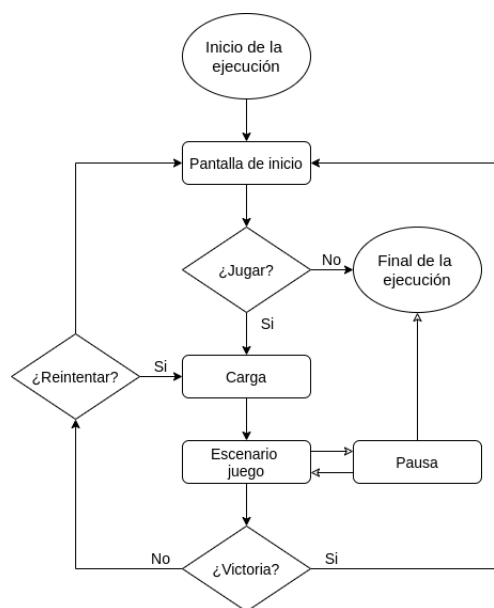 Inicio de la
ejecución
Pantalla de inicio
¿Jugar?
No
Final de la
ejecución
Si
¿Reintentar?
Si
Carga
Escenario
juego
Pausa
No
¿Victoria?
Si